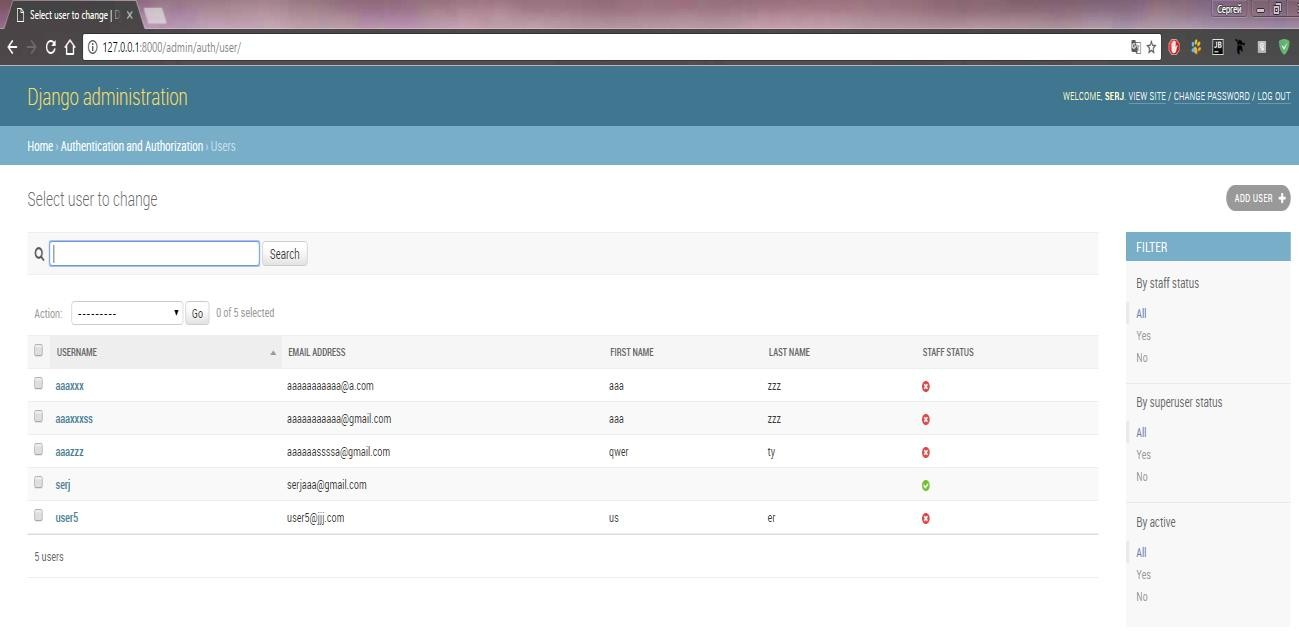 Select user to change | D
Сергей
127.0.0.1:8000/admin/auth/user/
Django administration
WELCOME, SERJ. VIEW SITE / CHANGE PASSWORD / LOG OUT
Home › Authentication and Authorization › Users
Select user to change
ADD USER +
Search
Action: --------- Go 0 of 5 selected
USERNAME EMAIL ADDRESS FIRST NAME LAST NAME STAFF STATUS
aaaxxx aaaaaaaaaaa@a.com aaa zzz
aaaxxxss aaaaaaaaaaa@gmail.com aaa zzz
aaazzz aaaaaassssa@gmail.com qwer ty
serj serjaaa@gmail.com
user5 user5@jjj.com us er
5 users
FILTER
By staff status
All
Yes
No
By superuser status
All
Yes
No
By active
All
Yes
No